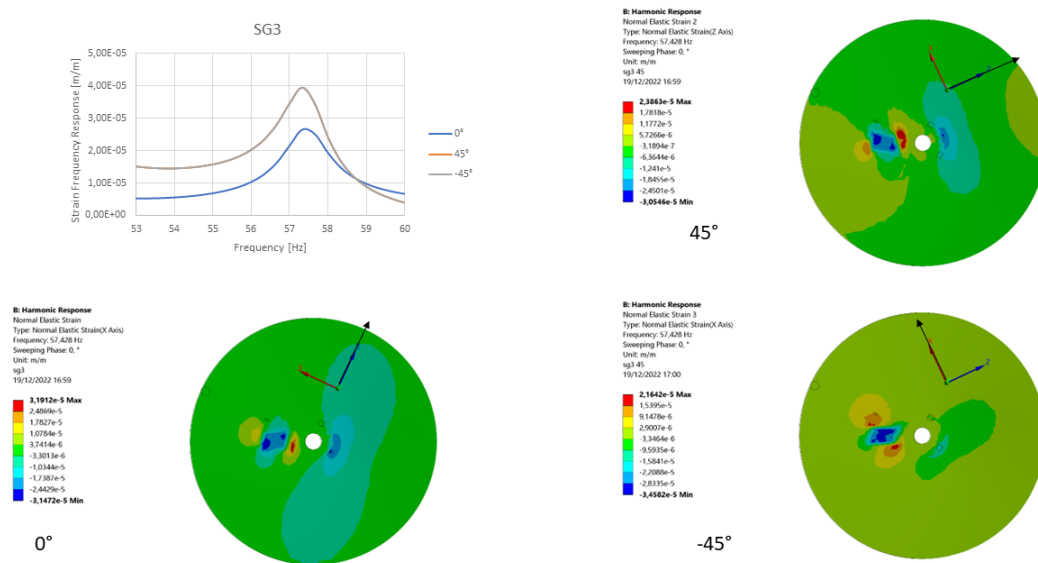 SG3
Strain Frequency Response [m/m]
5,00E-05
4,00E-05
3,00E-05
2,00E-05
1,00E-05
0,00E+00
53 54 55 56 57 58 59 60
Frequency [Hz]
0°
45°
-45°
B: Harmonic Response
Normal Elastic Strain 2
Type: Normal Elastic Strain(Z Axis)
Frequency: 57,428 Hz
Sweeping Phase: 0, °
Unit: m/m
sg3 45
19/12/2022 16:59
2,3863e-5 Max
1,7818e-5
1,1772e-5
5,7266e-6
-3,1894e-7
-6,3644e-6
-1,241e-5
-1,8455e-5
-2,4501e-5
-3,0546e-5 Min
45°
B: Harmonic Response
Normal Elastic Strain
Type: Normal Elastic Strain(X Axis)
Frequency: 57,428 Hz
Sweeping Phase: 0, °
Unit: m/m
sg3
19/12/2022 16:59
3,1912e-5 Max
2,4869e-5
1,7827e-5
1,0784e-5
3,7414e-6
-3,3013e-6
-1,0344e-5
-1,7387e-5
-2,4429e-5
-3,1472e-5 Min
0°
B: Harmonic Response
Normal Elastic Strain 3
Type: Normal Elastic Strain(X Axis)
Frequency: 57,428 Hz
Sweeping Phase: 0, °
Unit: m/m
sg3 45
19/12/2022 17:00
2,1642e-5 Max
1,5395e-5
9,1478e-6
2,9007e-6
-3,3464e-6
-9,5935e-6
-1,5841e-5
-2,2088e-5
-2,8335e-5
-3,4582e-5 Min
-45°